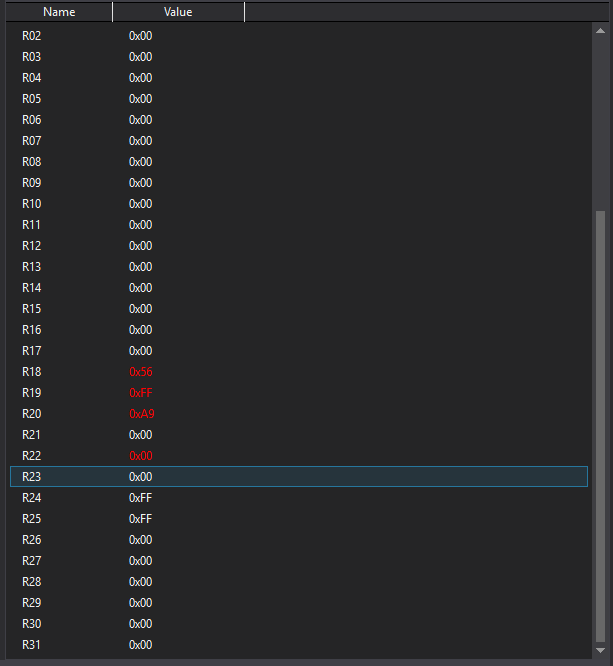 Name Value
R02 0x00
R03 0x00
R04 0x00
R05 0x00
R06 0x00
R07 0x00
R08 0x00
R09 0x00
R10 0x00
R11 0x00
R12 0x00
R13 0x00
R14 0x00
R15 0x00
R16 0x00
R17 0x00
R18 0x56
R19 0xFF
R20 0xA9
R21 0x00
R22 0x00
R23 0x00
R24 0xFF
R25 0xFF
R26 0x00
R27 0x00
R28 0x00
R29 0x00
R30 0x00
R31 0x00